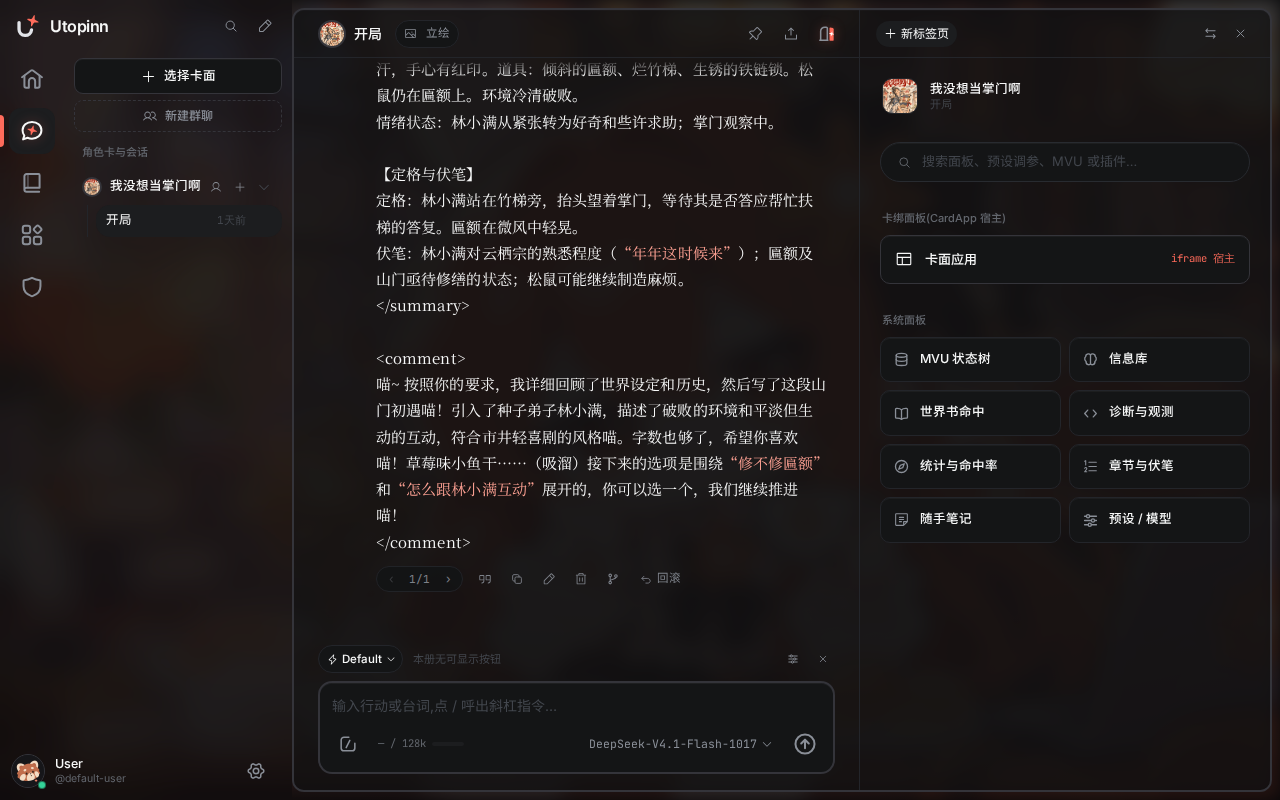 Utopinn
选择卡面
新建群聊
角色卡与会话
我没想当掌门啊
开局
1天前
User
@default-user
开局
立绘
汗，手心有红印。道具：倾斜的匾额、烂竹梯、生锈的铁链锁。松
鼠仍在匾额上。环境冷清破败。
情绪状态：林小满从紧张转为好奇和些许求助；掌门观察中。
【定格与伏笔】
定格：林小满站在竹梯旁，抬头望着掌门，等待其是否答应帮忙扶
梯的答复。匾额在微风中轻晃。
伏笔：林小满对云栖宗的熟悉程度（“年年这时候来”）；匾额及
山门亟待修缮的状态；松鼠可能继续制造麻烦。
</summary>
<comment>
喵~ 按照你的要求，我详细回顾了世界设定和历史，然后写了这段山
门初遇喵！引入了种子弟子林小满，描述了破败的环境和平淡但生
动的互动，符合市井轻喜剧的风格喵。字数也够了，希望你喜欢
喵！草莓味小鱼干……（吸溜）接下来的选项是围绕“修不修匾额”
和“怎么跟林小满互动”展开的，你可以选一个，我们继续推进
喵！
</comment>
1/1
回滚
Default
本册无可显示按钮
输入行动或台词,点 / 呼出斜杠指令...
— / 128k
DeepSeek-V4.1-Flash-1017
新标签页
我没想当掌门啊
开局
搜索面板、预设调参、MVU 或插件...
卡绑面板(CardApp 宿主)
卡面应用
iframe 宿主
系统面板
MVU 状态树
信息库
世界书命中
诊断与观测
统计与命中率
章节与伏笔
随手笔记
预设 / 模型